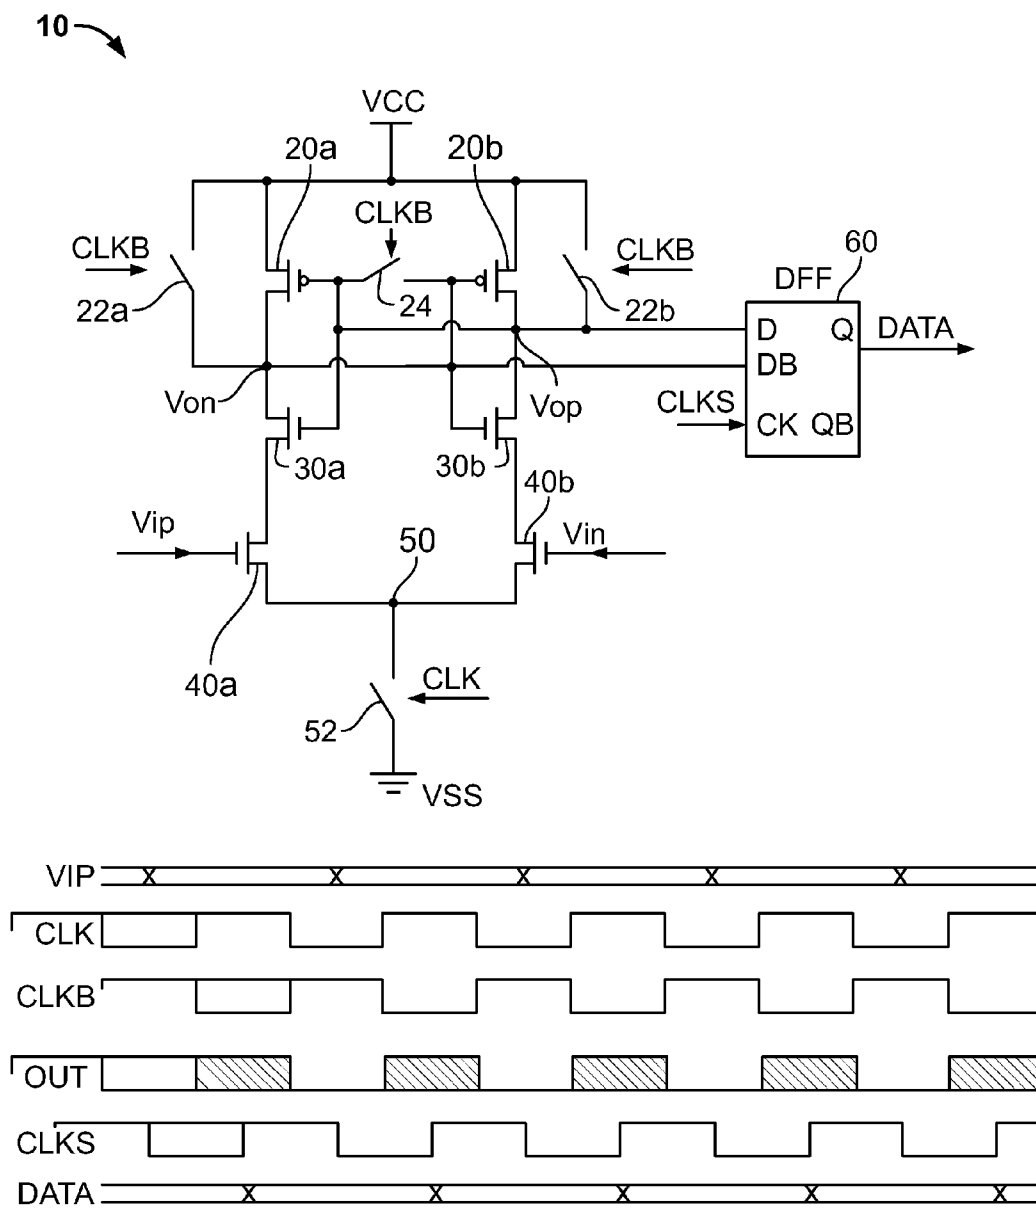 10
VCC
20a
20b
CLKB
CLKB
CLKB
60
22a
24
22b
DFF
D
Q
DATA
DB
Von
Vop
CLKS
CK
QB
30a
30b
40b
Vip
50
Vin
40a
CLK
52
VSS
VIP
CLK
CLKB
OUT
CLKS
DATA